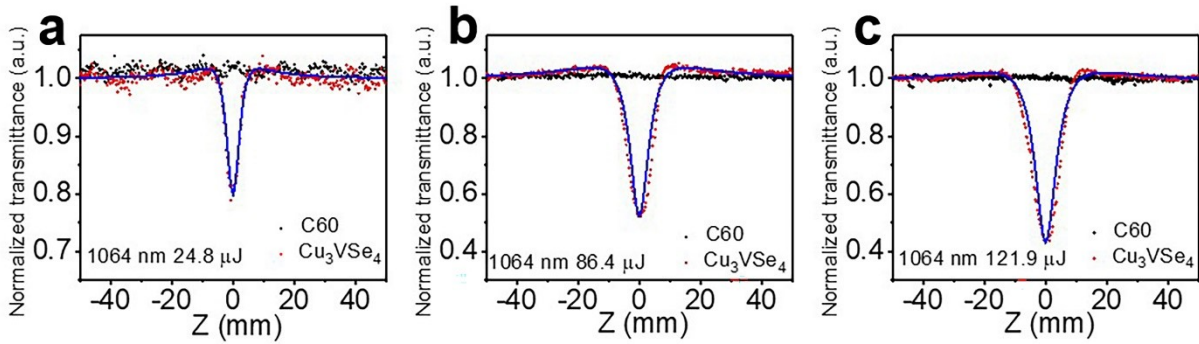 a
Normalized transmittance (a.u.)
1.0
0.9
0.8
0.7
C60
Cu₃VSe₄
1064 nm 24.8 μJ
-40 -20 0 20 40
Z (mm)
b
Normalized transmittance (a.u.)
1.0
0.8
0.6
0.4
C60
Cu₃VSe₄
1064 nm 86.4 μJ
-40 -20 0 20 40
Z (mm)
c
Normalized transmittance (a.u.)
1.0
0.8
0.6
0.4
C60
Cu₃VSe₄
1064 nm 121.9 μJ
-40 -20 0 20 40
Z (mm)